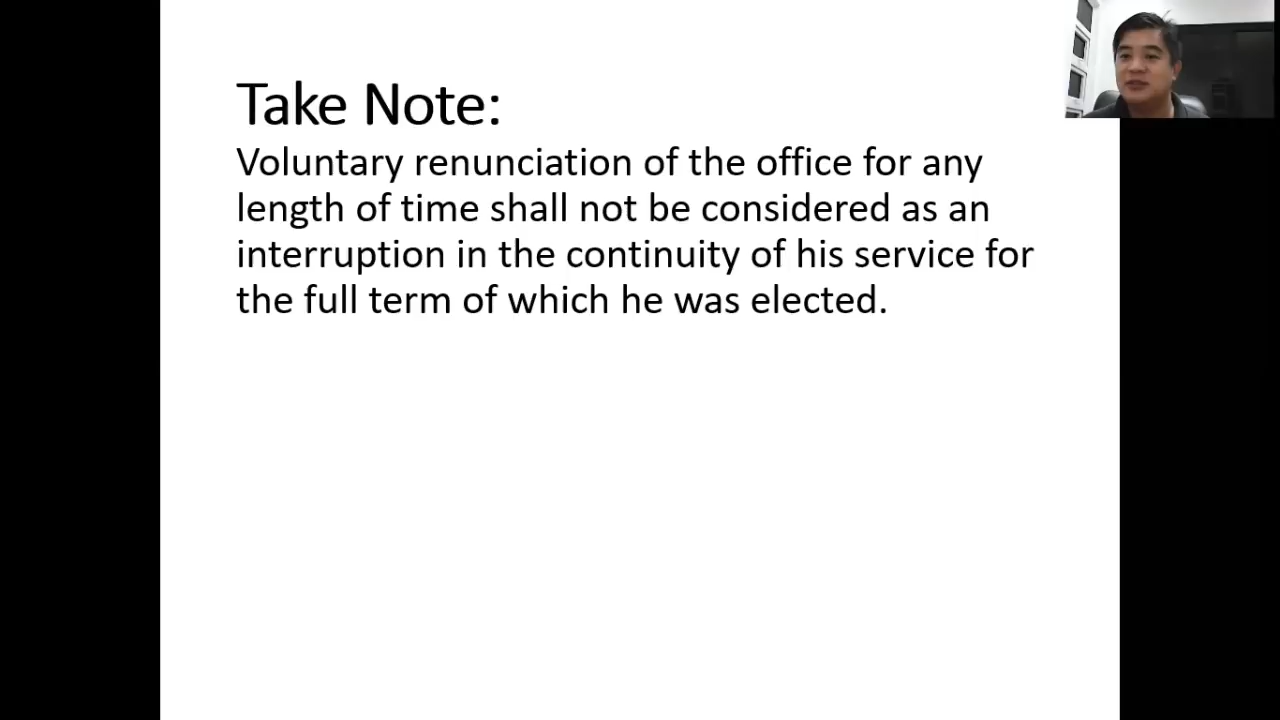 Take Note:
Voluntary renunciation of the office for any
length of time shall not be considered as an
interruption in the continuity of his service for
the full term of which he was elected.